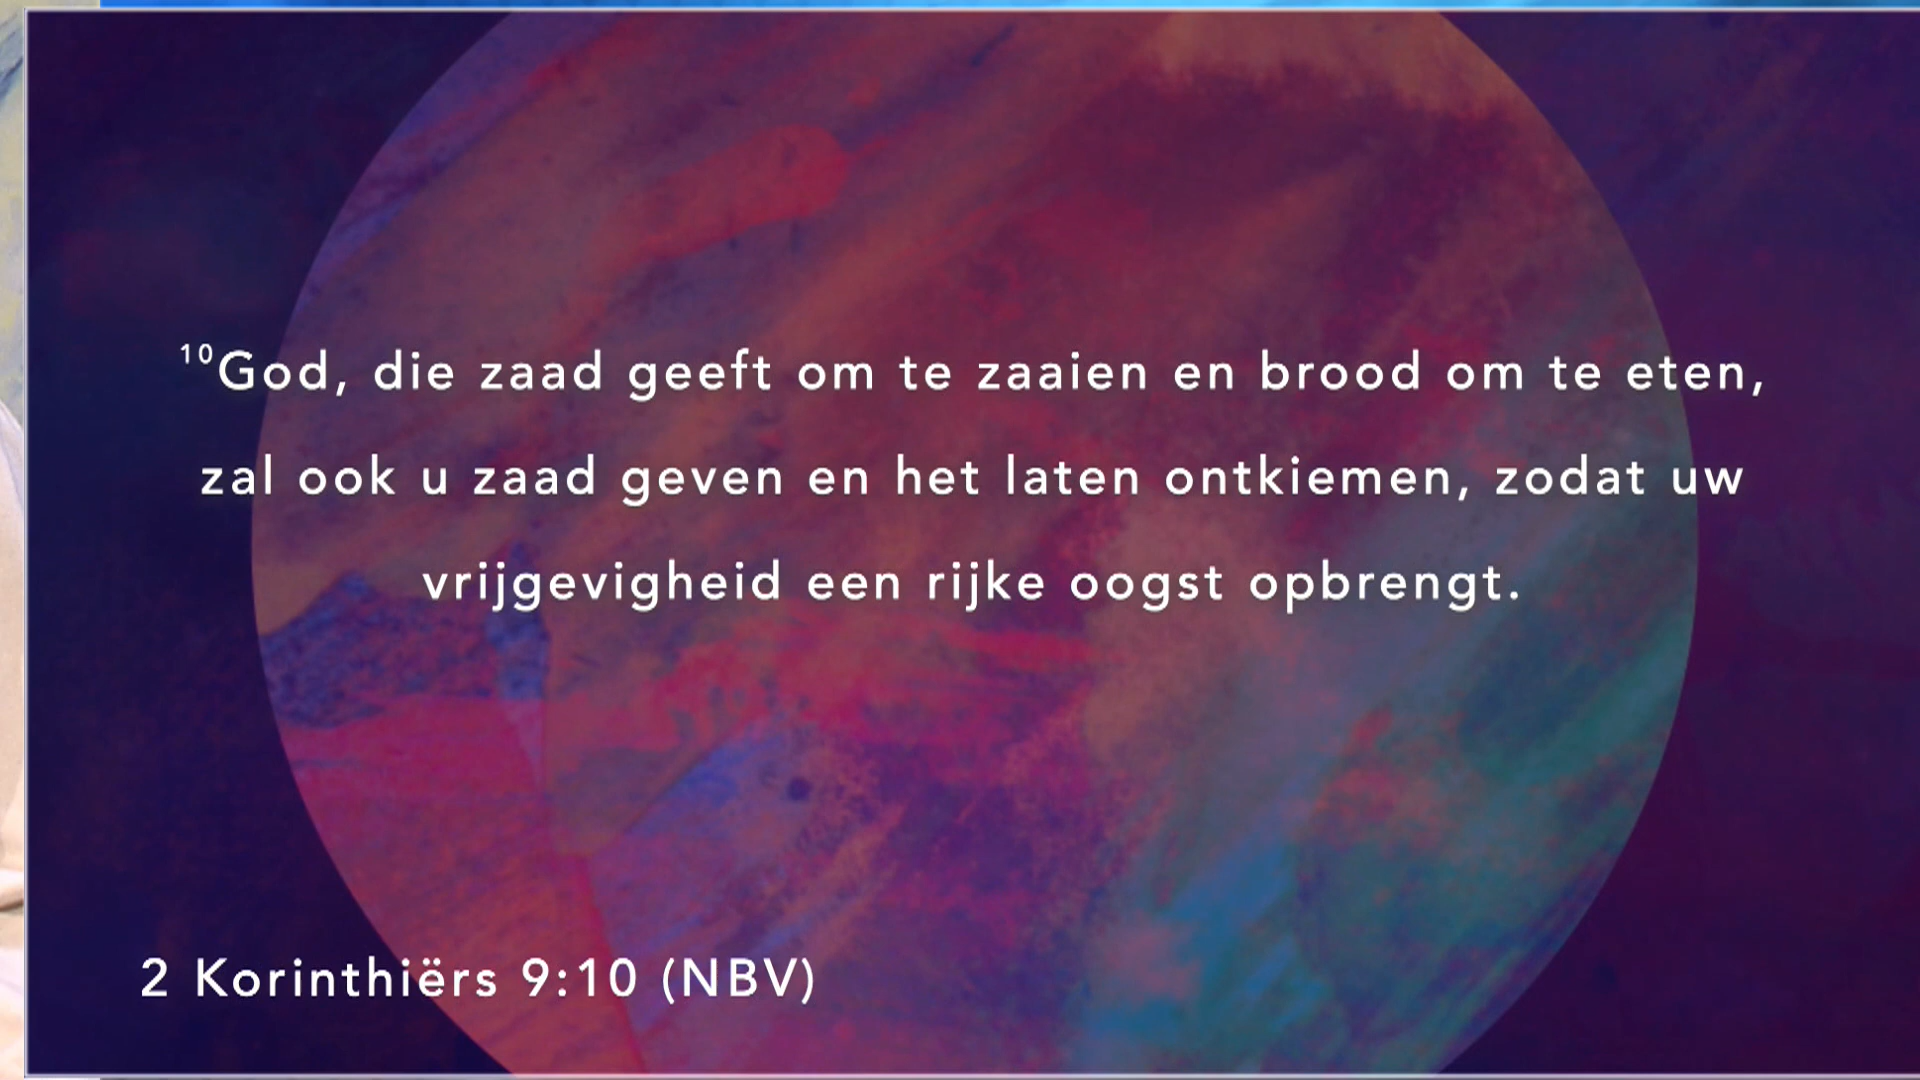 ¹⁰God, die zaad geeft om te zaaien en brood om te eten,
zal ook u zaad geven en het laten ontkiemen, zodat uw
vrijgevigheid een rijke oogst opbrengt.
2 Korinthiërs 9:10 (NBV)